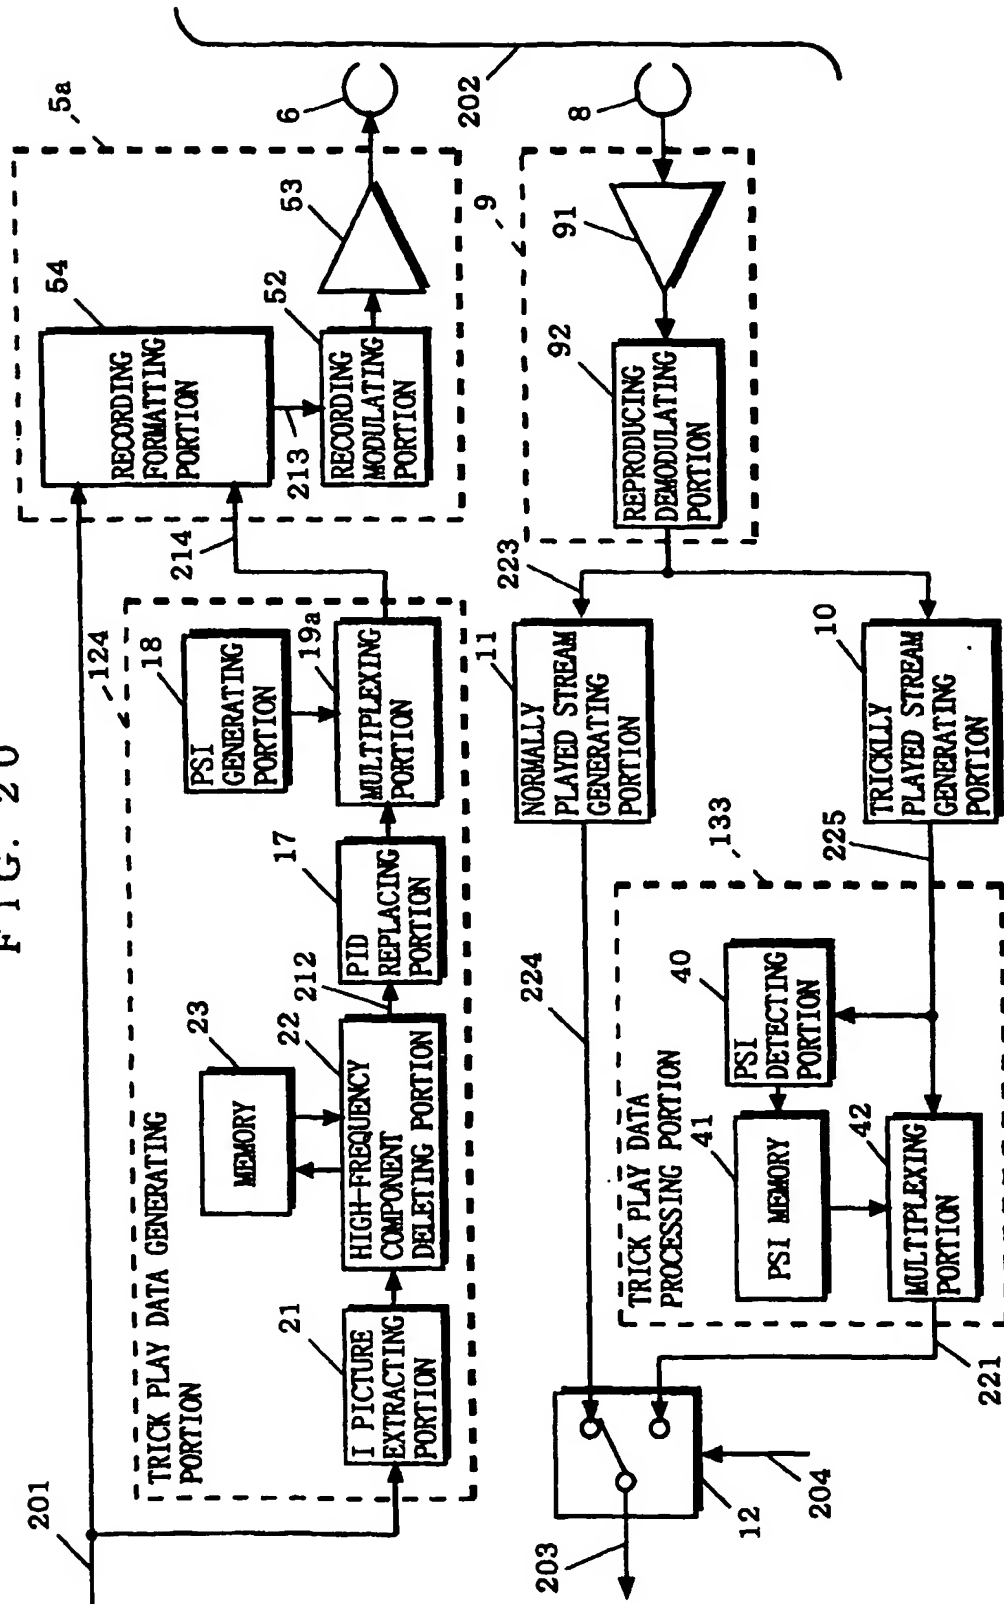 FIG. 20
201
TRICK PLAY DATA GENERATING
PORTION
124
21
I PICTURE
EXTRACTING
PORTION
23
MEMORY
22
HIGH-FREQUENCY
COMPONENT
DELETING PORTION
212
17
PID
REPLACING
PORTION
18
PSI
GENERATING
PORTION
19a
MULTIPLEXING
PORTION
214
5a
54
RECORDING
FORMATTING
PORTION
213
52
RECORDING
MODULATING
PORTION
53
6
202
8
9
91
92
REPRODUCING
DEMODULATING
PORTION
223
11
NORMALLY
PLAYED STREAM
GENERATING
PORTION
10
TRICKLY
PLAYED STREAM
GENERATING
PORTION
224
225
133
TRICK PLAY DATA
PROCESSING PORTION
40
PSI
DETECTING
PORTION
41
PSI MEMORY
42
MULTIPLEXING
PORTION
221
12
204
203